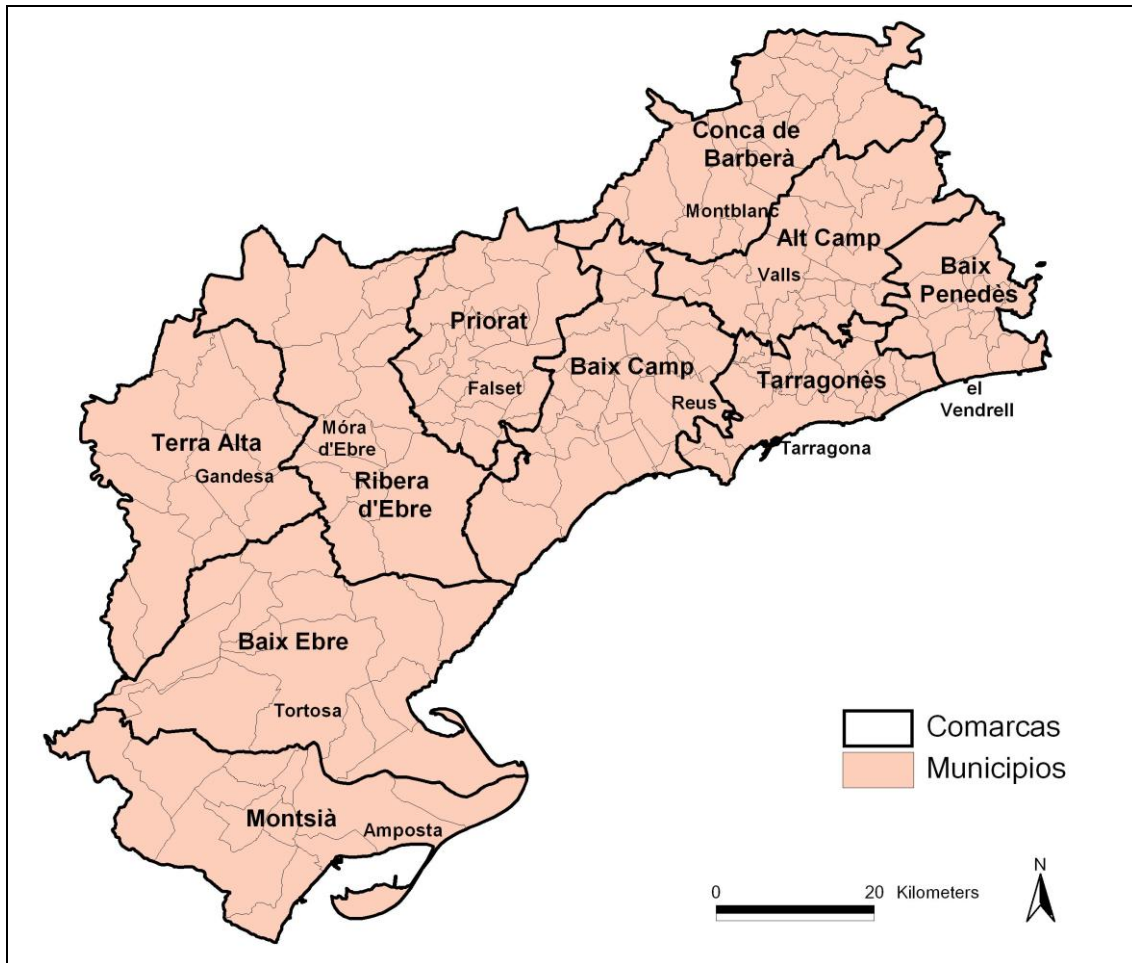 Conca de
Barberà
Montblanc
Alt Camp
Valls
Baix
Penedès
Priorat
Falset
Baix Camp
Reus
Tarragonès
el
Vendrell
Tarragona
Terra Alta
Gandesa
Móra
d'Ebre
Ribera
d'Ebre
Baix Ebre
Tortosa
Montsià
Amposta
Comarcas
Municipios
0 20 Kilometers
N